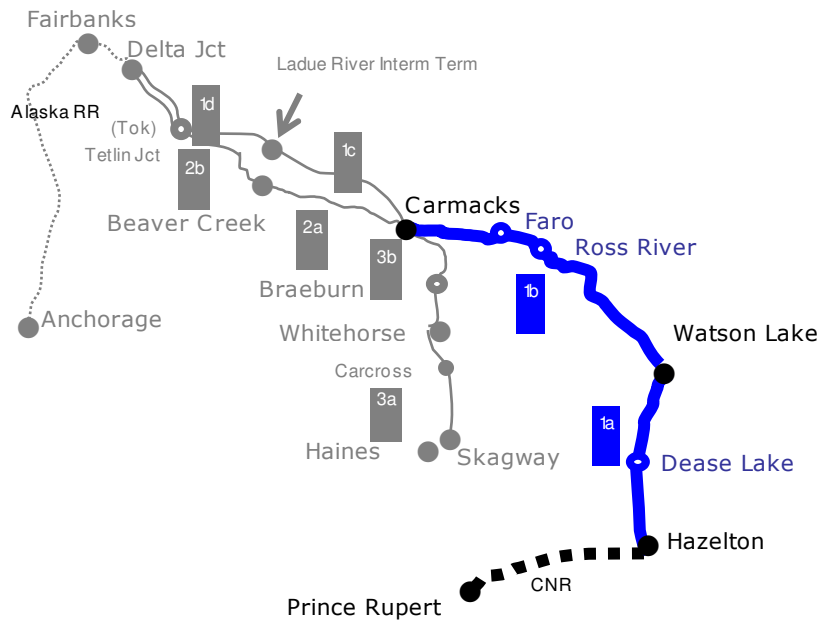 Fairbanks
Delta Jct
Ladue River Interm Term
1d
Alaska RR
(Tok)
1c
Tetlin Jct
2b
Carmacks
Beaver Creek
2a
Faro
3b
Ross River
Braeburn
1b
Anchorage
Whitehorse
Watson Lake
Carcross
3a
1a
Haines
Skagway
Dease Lake
Hazelton
CNR
Prince Rupert